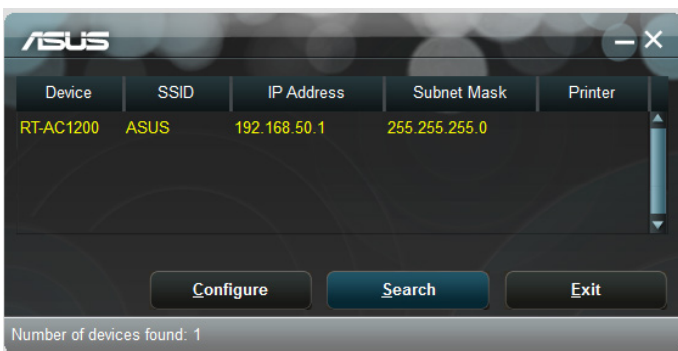 ASUS
Device SSID IP Address Subnet Mask Printer
RT-AC1200 ASUS 192.168.50.1 255.255.255.0
Configure Search Exit
Number of devices found: 1